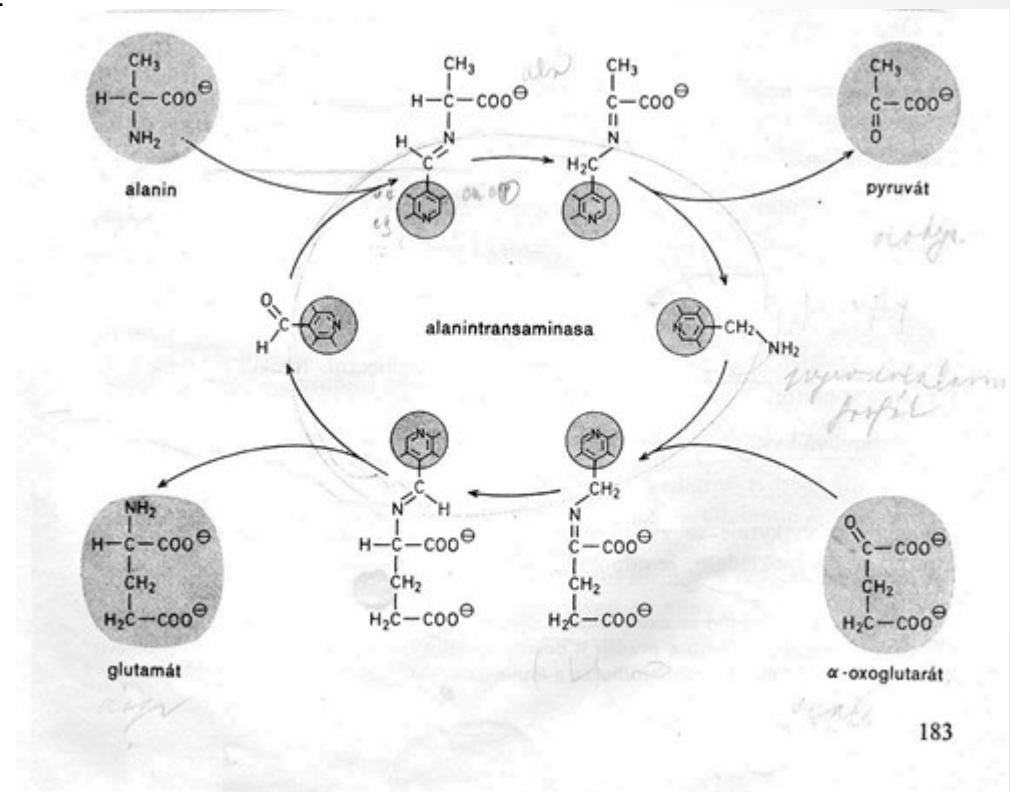 CH3
H—C—COO⊖
NH2
alanin
CH3
H—C—COO⊖
N
H
C
N
CH3
C—COO⊖
N
H2C
N
CH3
C—COO⊖
O
pyruvát
O
C
H
N
alanintransaminasa
N
CH2
NH2
N
C
H
N
H—C—COO⊖
CH2
H2C—COO⊖
N
CH2
N
C—COO⊖
CH2
H2C—COO⊖
NH2
H—C—COO⊖
CH2
H2C—COO⊖
glutamát
O
C—COO⊖
CH2
H2C—COO⊖
α-oxoglutarát
183